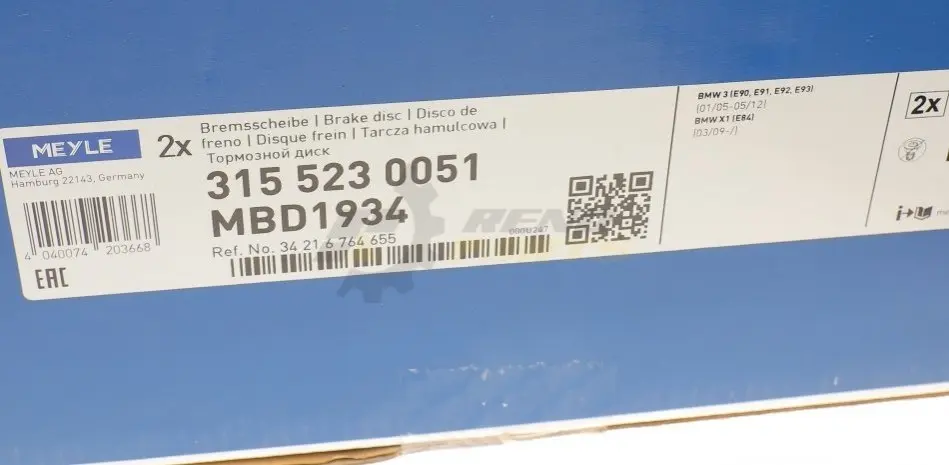 MEYLE
MEYLE AG
Hamburg 22143, Germany
4 040074 203668
EAC
2x
Bremsscheibe | Brake disc | Disco de
freno | Disque frein | Tarcza hamulcowa |
Тормозной диск
315 523 0051
MBD1934
Ref. No. 34 21 6 764 655
000U247
REN
BMW 3 (E90, E91, E92, E93)
(01/05-05/12)
BMW X1 (E84)
(03/09-/)
2x